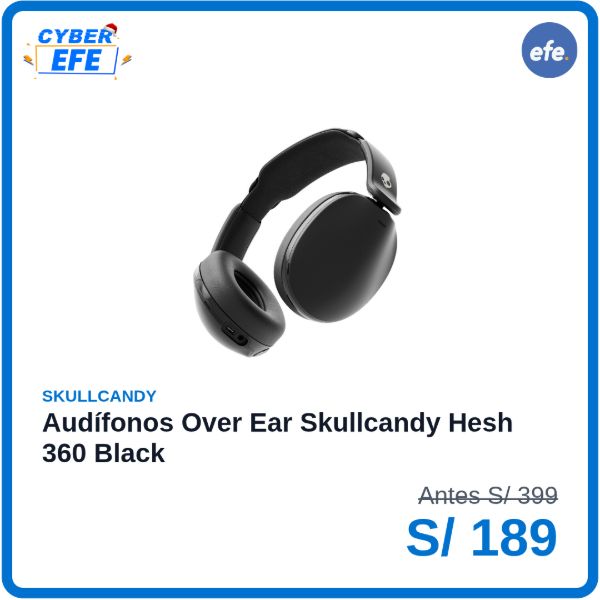 CYBER
EFE
efe.
SKULLCANDY
Audífonos Over Ear Skullcandy Hesh
360 Black
Antes S/ 399
S/ 189